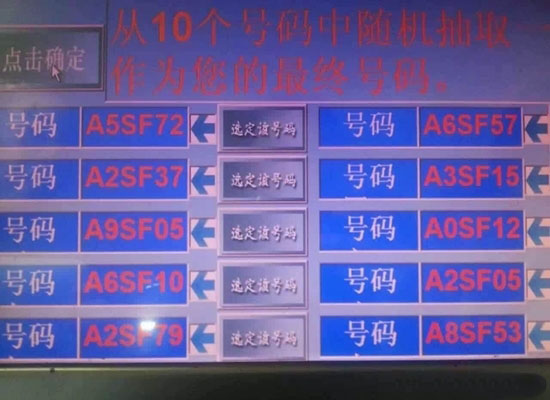 从10个号码中随机抽取一
点击确定
作为您的最终号码。
号码 A5SF72 选定该号码 号码 A6SF57
号码 A2SF37 选定该号码 号码 A3SF15
号码 A9SF05 选定该号码 号码 A0SF12
号码 A6SF10 选定该号码 号码 A2SF05
号码 A2SF79 选定该号码 号码 A8SF53